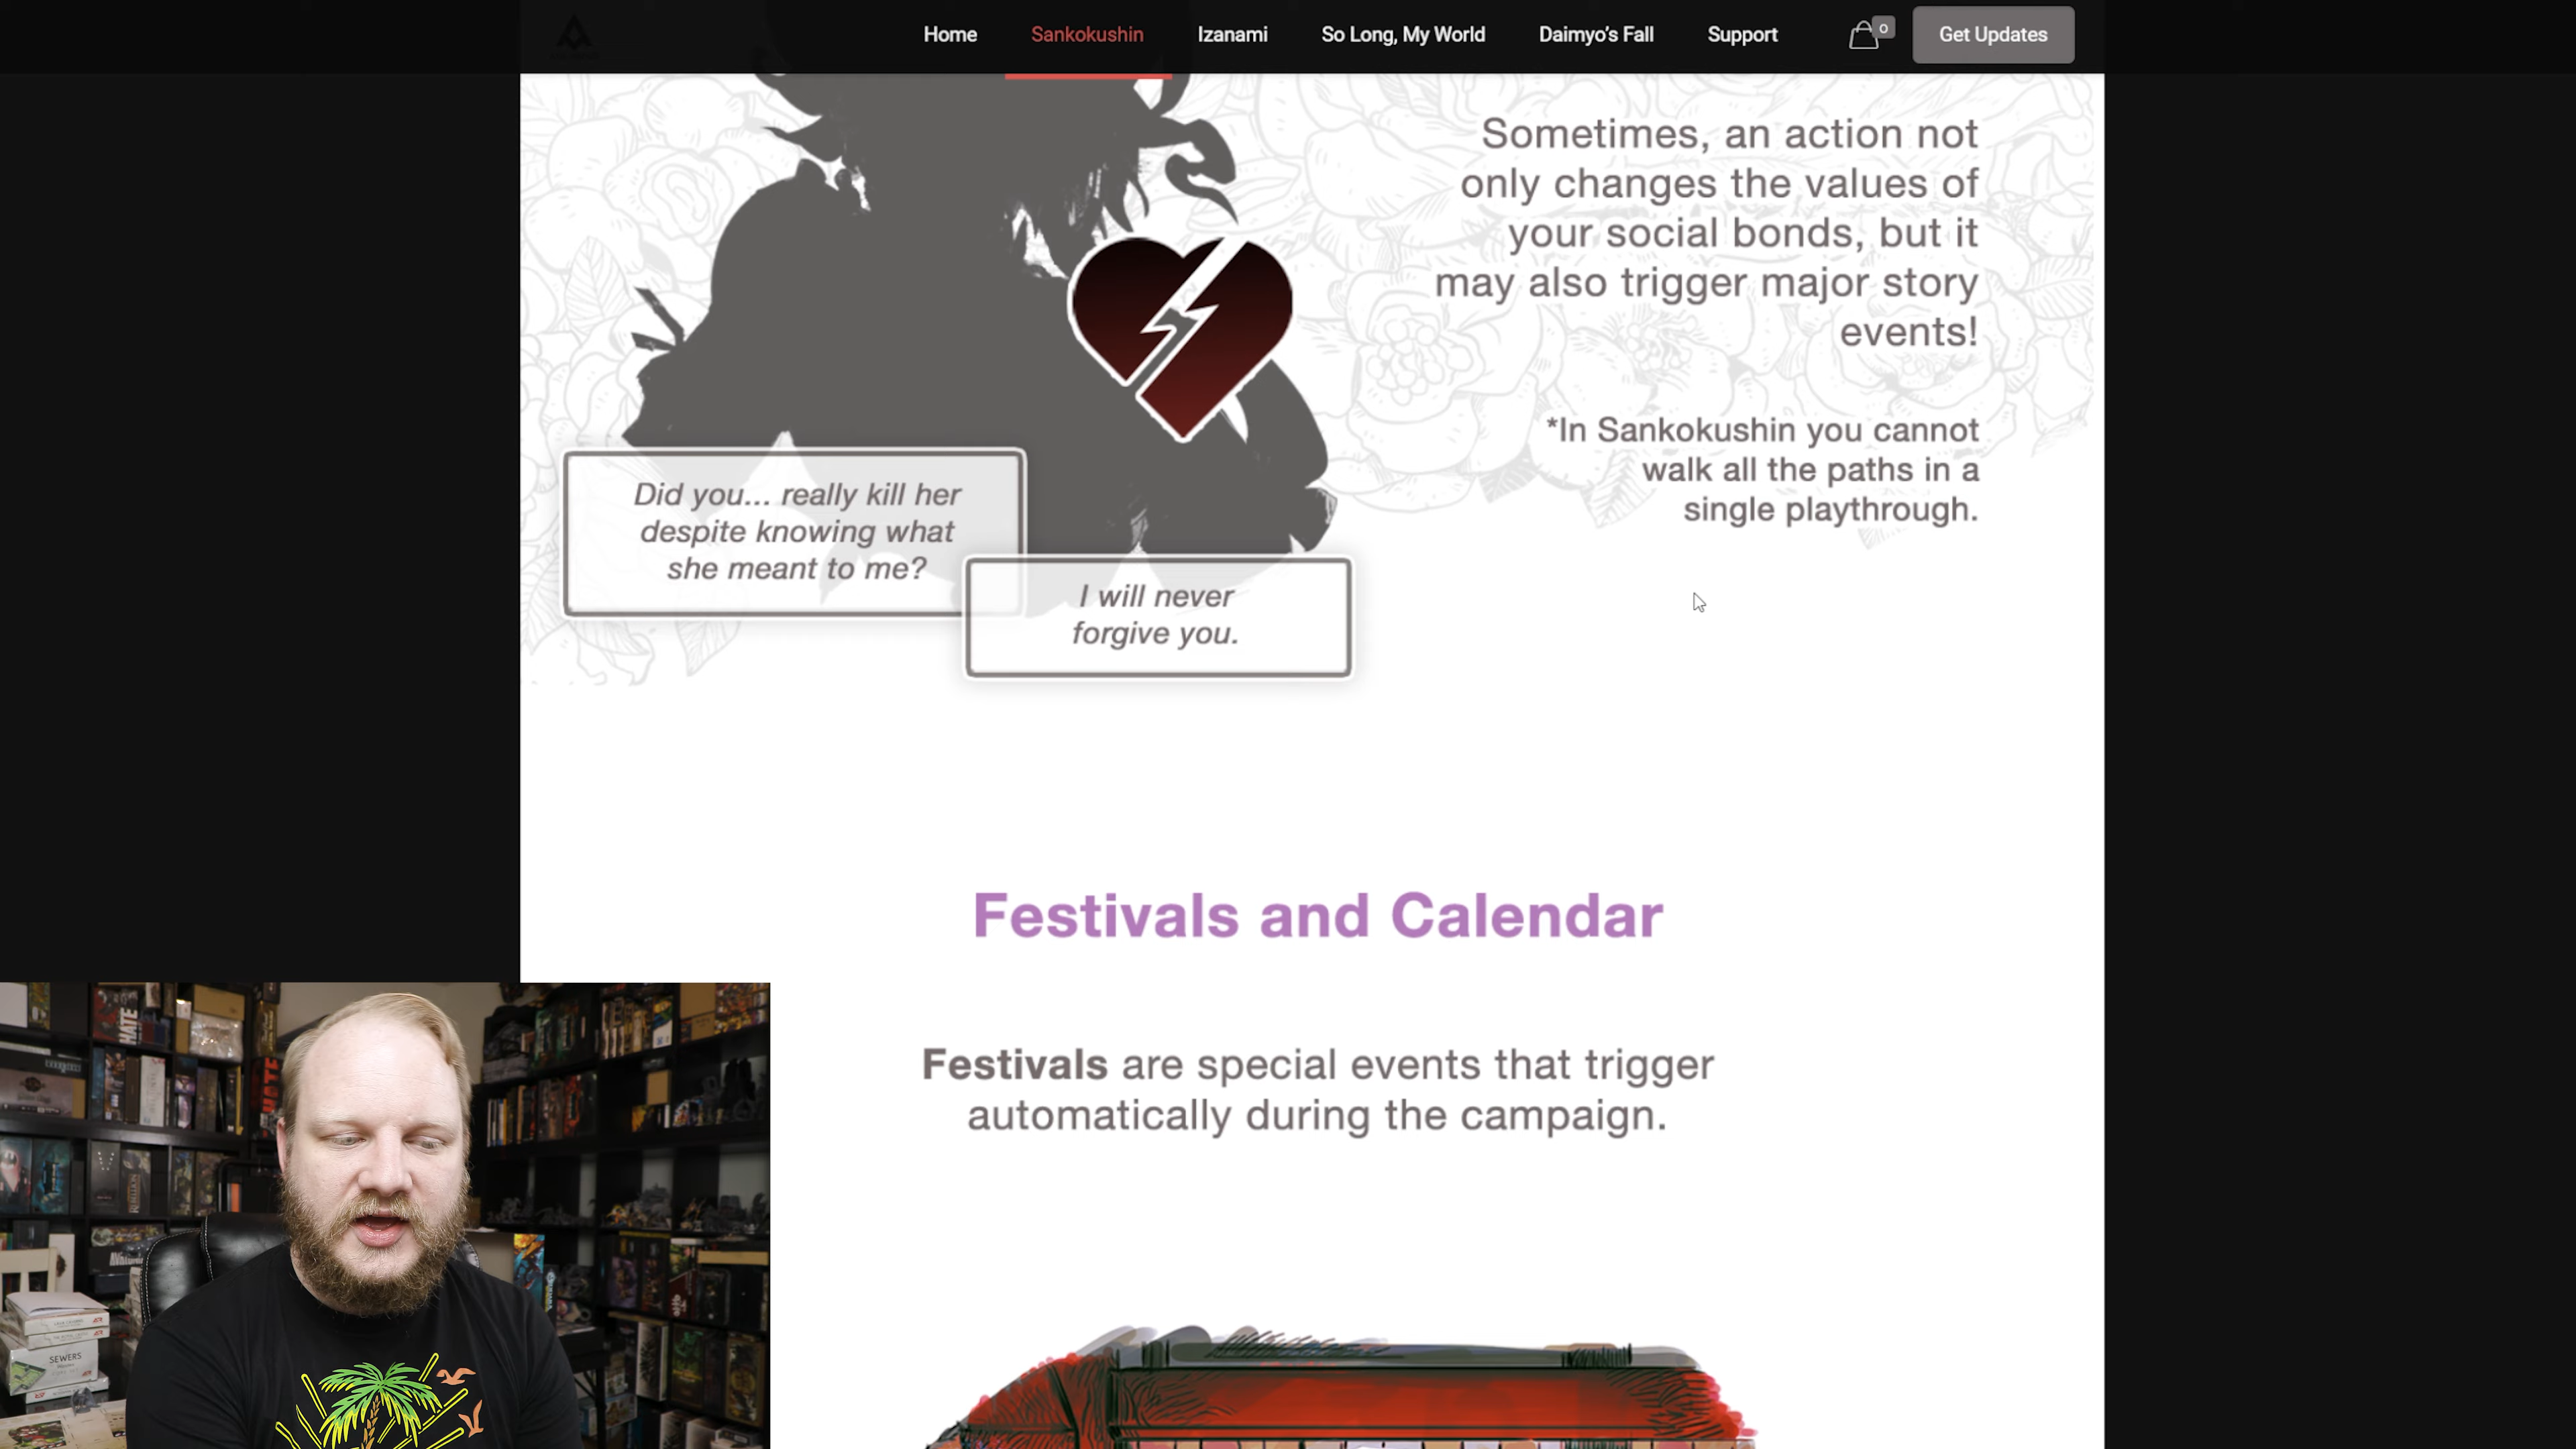 Home
Sankokushin
Izanami
So Long, My World
Daimyo's Fall
Support
0
Get Updates
Sometimes, an action not
only changes the values of
your social bonds, but it
may also trigger major story
events!
*In Sankokushin you cannot
walk all the paths in a
single playthrough.
Did you... really kill her
despite knowing what
she meant to me?
I will never
forgive you.
Festivals and Calendar
Festivals are special events that trigger
automatically during the campaign.
HATE
HATE
SEWERS